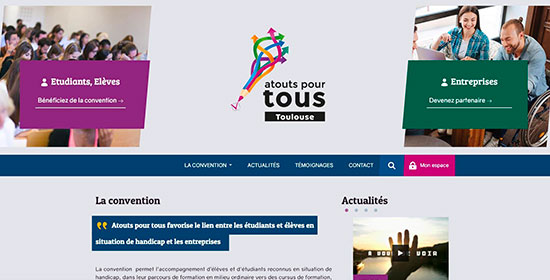 Etudiants, Elèves
Bénéficiez de la convention →
atouts pour
tous
Toulouse
Entreprises
Devenez partenaire →
LA CONVENTION
ACTUALITÉS
TÉMOIGNAGES
CONTACT
Mon espace
La convention
Atouts pour tous favorise le lien entre les étudiants et élèves en
situation de handicap et les entreprises
La convention permet l'accompagnement d'élèves et d'étudiants reconnus en situation de
handicap, dans leur parcours de formation en milieu ordinaire vers des cursus de formation,
Actualités
A VOUS VOIR